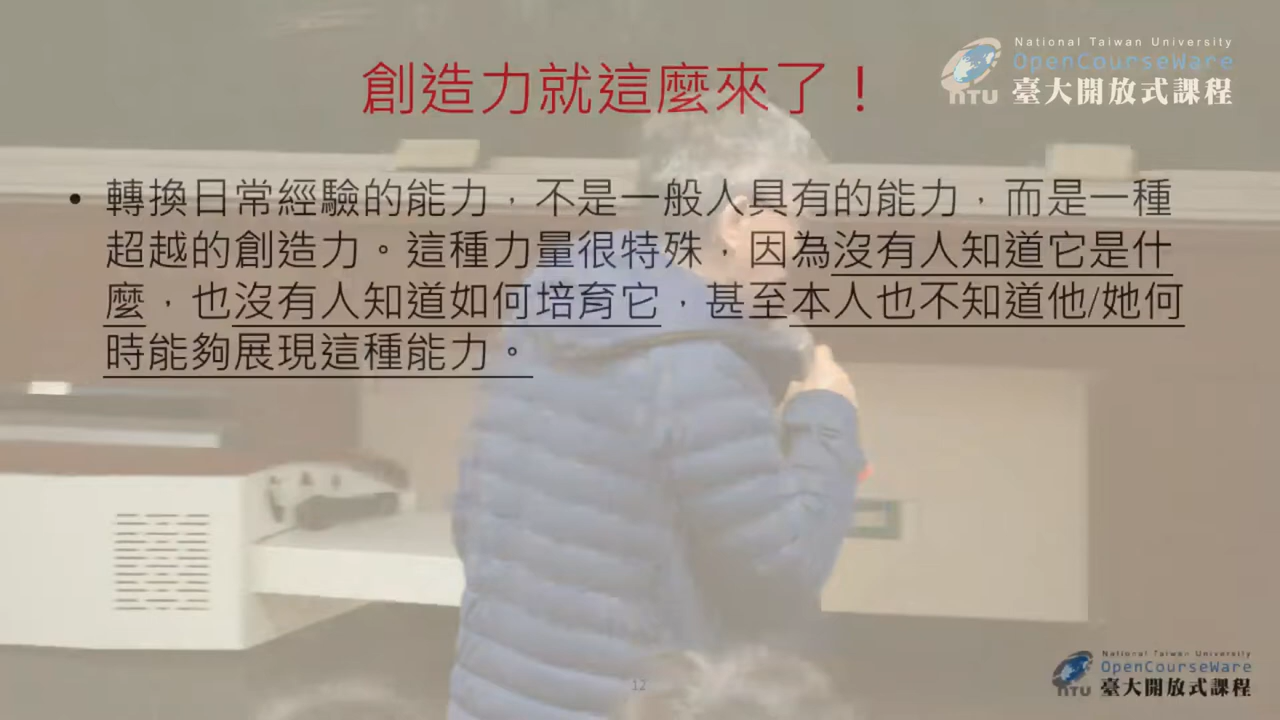 National Taiwan University
OpenCourseWare
NTU 臺大開放式課程
創造力就這麼來了！
• 轉換日常經驗的能力，不是一般人具有的能力，而是一種
超越的創造力。這種力量很特殊，因為沒有人知道它是什
麼，也沒有人知道如何培育它，甚至本人也不知道他/她何
時能夠展現這種能力。
12
National Taiwan University
OpenCourseWare
NTU 臺大開放式課程